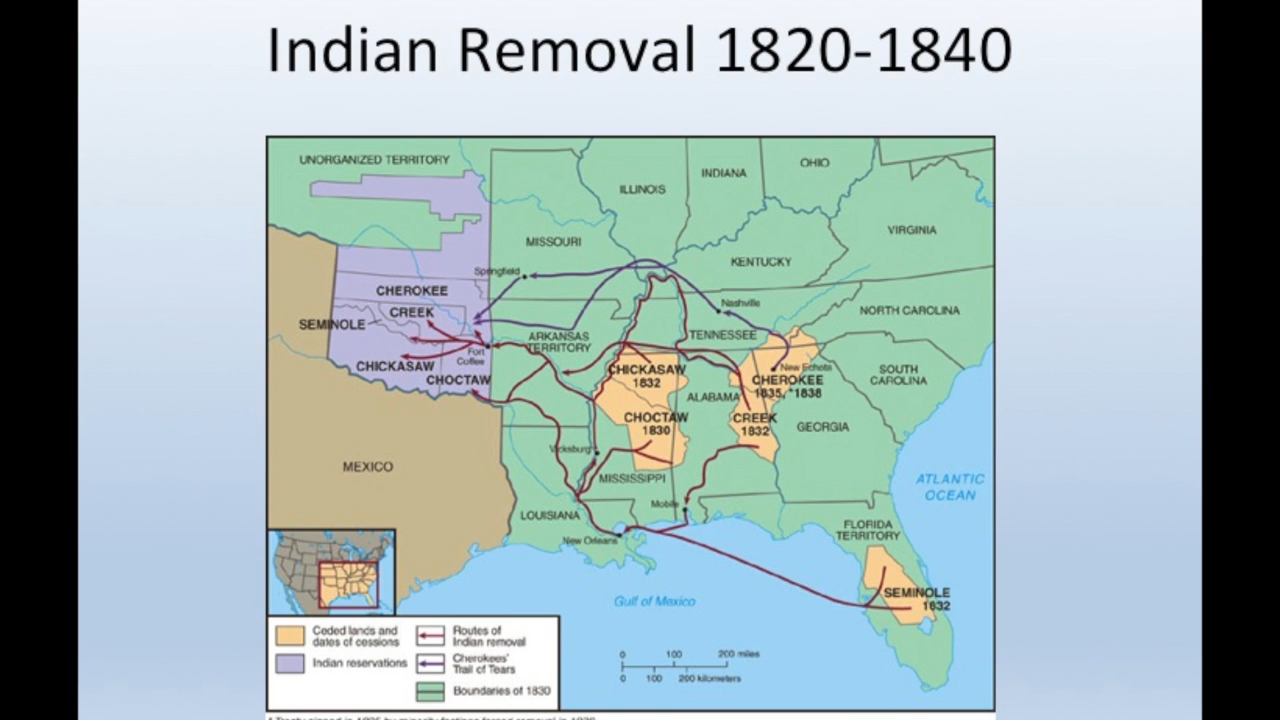 Indian Removal 1820-1840
UNORGANIZED TERRITORY
ILLINOIS
INDIANA
OHIO
MISSOURI
VIRGINIA
KENTUCKY
Springfield
CHEROKEE
CREEK
SEMINOLE
Nashville
NORTH CAROLINA
TENNESSEE
ARKANSAS
TERRITORY
Fort
Coffee
CHICKASAW
CHOCTAW
CHICKASAW
1832
New Echota
CHEROKEE
1835, *1838
SOUTH
CAROLINA
ALABAMA
CHOCTAW
1830
CREEK
1832
GEORGIA
Vicksburg
MEXICO
MISSISSIPPI
ATLANTIC
OCEAN
Mobile
LOUISIANA
New Orleans
FLORIDA
TERRITORY
SEMINOLE
1832
Gulf of Mexico
0 100 200 miles
0 100 200 kilometers
Ceded lands and
dates of cessions
Indian reservations
Routes of
Indian removal
Cherokees'
Trail of Tears
Boundaries of 1830